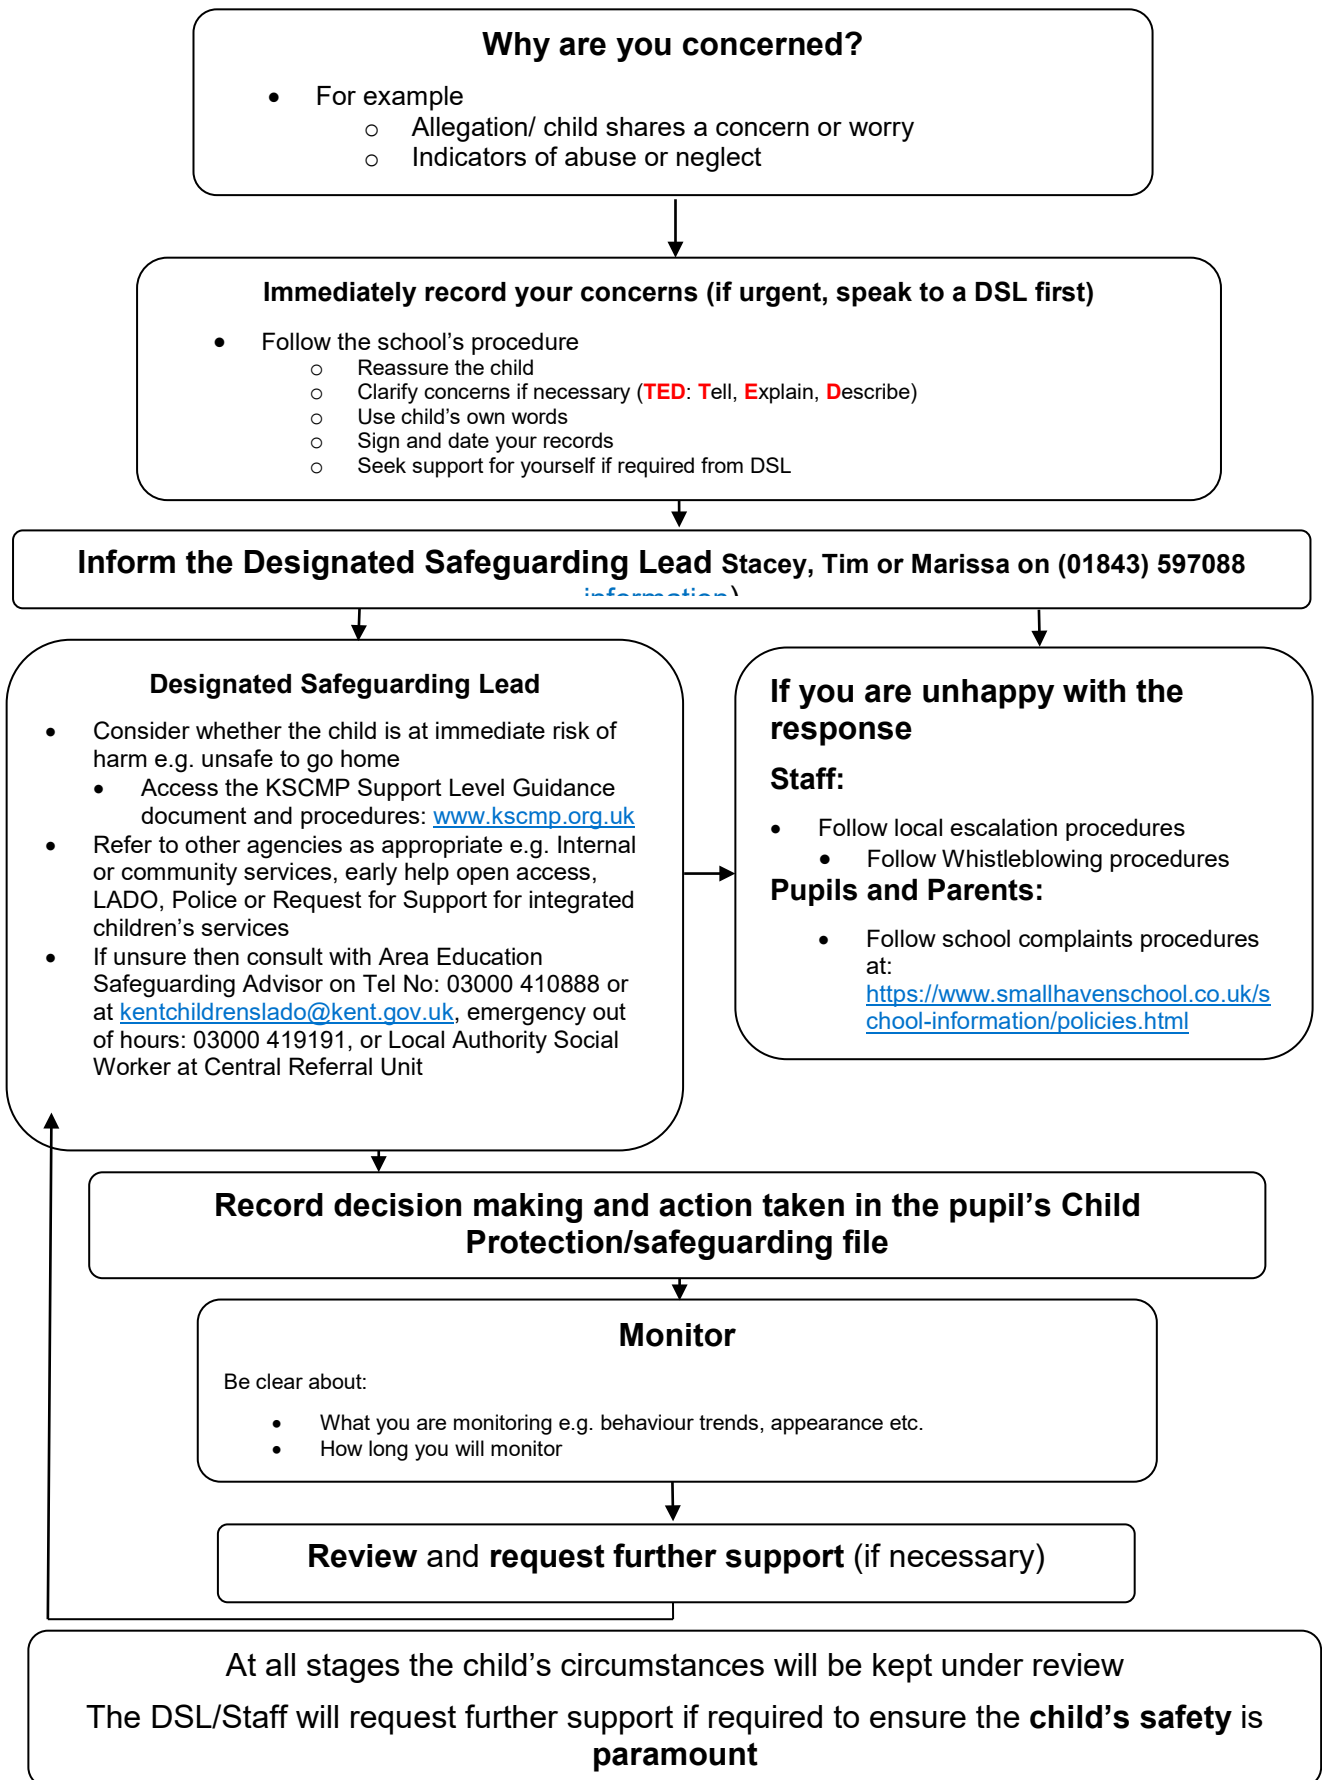 Why are you concerned?
• For example
o Allegation/ child shares a concern or worry
o Indicators of abuse or neglect
Immediately record your concerns (if urgent, speak to a DSL first)
• Follow the school’s procedure
o Reassure the child
o Clarify concerns if necessary (TED: Tell, Explain, Describe)
o Use child’s own words
o Sign and date your records
o Seek support for yourself if required from DSL
Inform the Designated Safeguarding Lead Stacey, Tim or Marissa on (01843) 597088
information)
Designated Safeguarding Lead
• Consider whether the child is at immediate risk of
harm e.g. unsafe to go home
• Access the KSCMP Support Level Guidance
document and procedures: www.kscmp.org.uk
• Refer to other agencies as appropriate e.g. Internal
or community services, early help open access,
LADO, Police or Request for Support for integrated
children’s services
• If unsure then consult with Area Education
Safeguarding Advisor on Tel No: 03000 410888 or
at kentchildrenslado@kent.gov.uk, emergency out
of hours: 03000 419191, or Local Authority Social
Worker at Central Referral Unit
If you are unhappy with the
response
Staff:
• Follow local escalation procedures
• Follow Whistleblowing procedures
Pupils and Parents:
• Follow school complaints procedures
at:
https://www.smallhavenschool.co.uk/s
chool-information/policies.html
Record decision making and action taken in the pupil’s Child
Protection/safeguarding file
Monitor
Be clear about:
• What you are monitoring e.g. behaviour trends, appearance etc.
• How long you will monitor
Review and request further support (if necessary)
At all stages the child’s circumstances will be kept under review
The DSL/Staff will request further support if required to ensure the child’s safety is
paramount